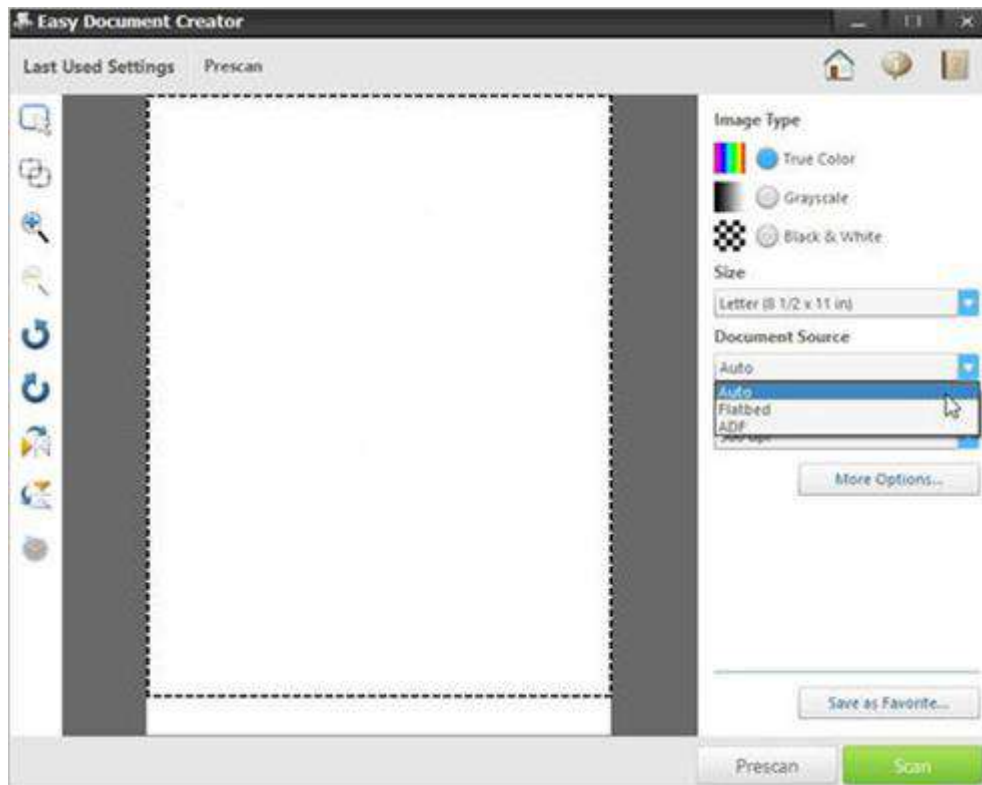 Easy Document Creator
Last Used Settings Prescan
Image Type
True Color
Grayscale
Black & White
Size
Letter (8 1/2 x 11 in)
Document Source
Auto
Auto
Flatbed
ADF
More Options...
Save as Favorite...
Prescan Scan